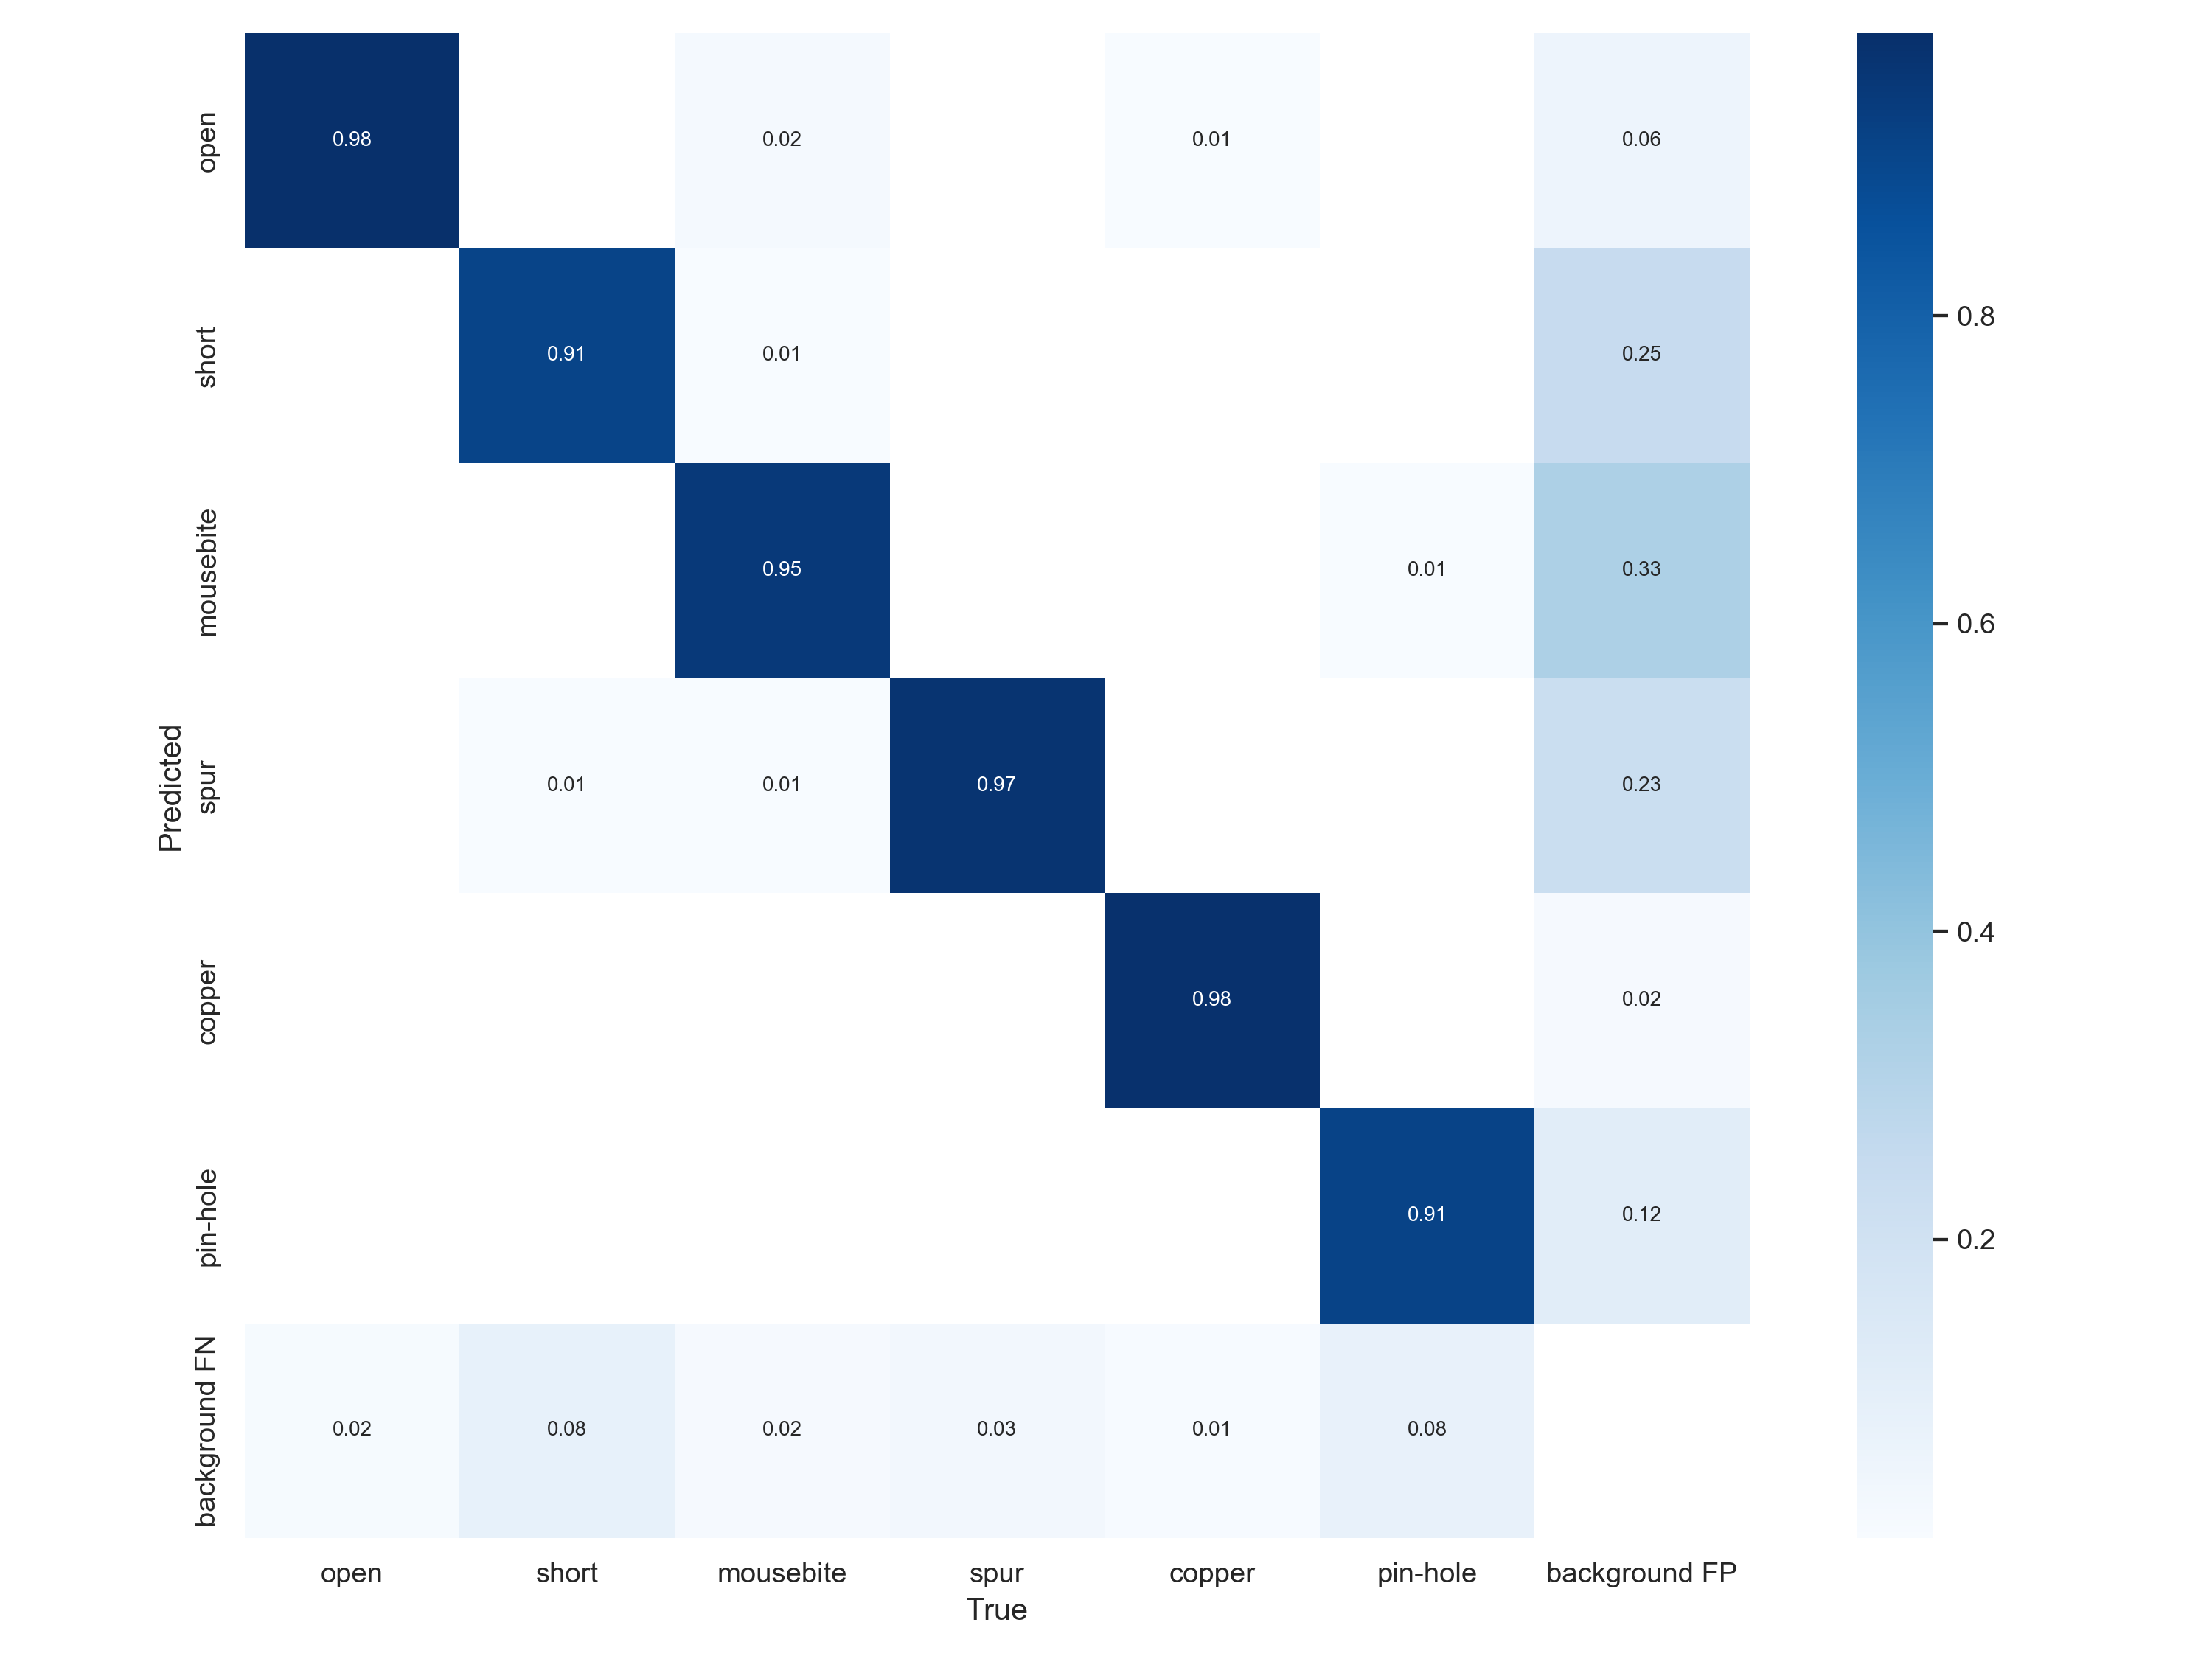 open 0.98 0.02 0.01 0.06
short 0.91 0.01 0.25
0.8
mousebite 0.95 0.01 0.33
0.6
Predicted
spur 0.01 0.01 0.97 0.23
0.4
copper 0.98 0.02
pin-hole 0.91 0.12
0.2
background FN 0.02 0.08 0.02 0.03 0.01 0.08
open short mousebite spur copper pin-hole background FP
True